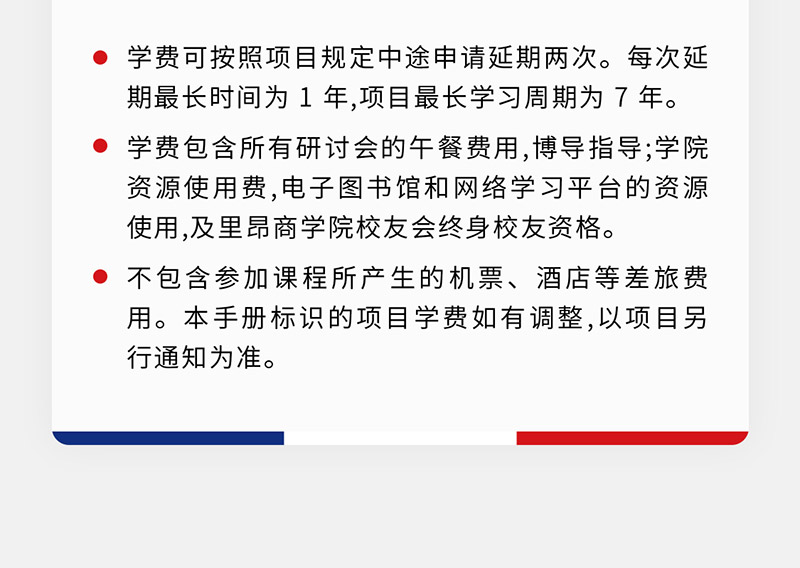 学费可按照项目规定中途申请延期两次。每次延
期最长时间为 1 年,项目最长学习周期为 7 年。
学费包含所有研讨会的午餐费用,博导指导;学院
资源使用费,电子图书馆和网络学习平台的资源
使用,及里昂商学院校友会终身校友资格。
不包含参加课程所产生的机票、酒店等差旅费
用。本手册标识的项目学费如有调整,以项目另
行通知为准。